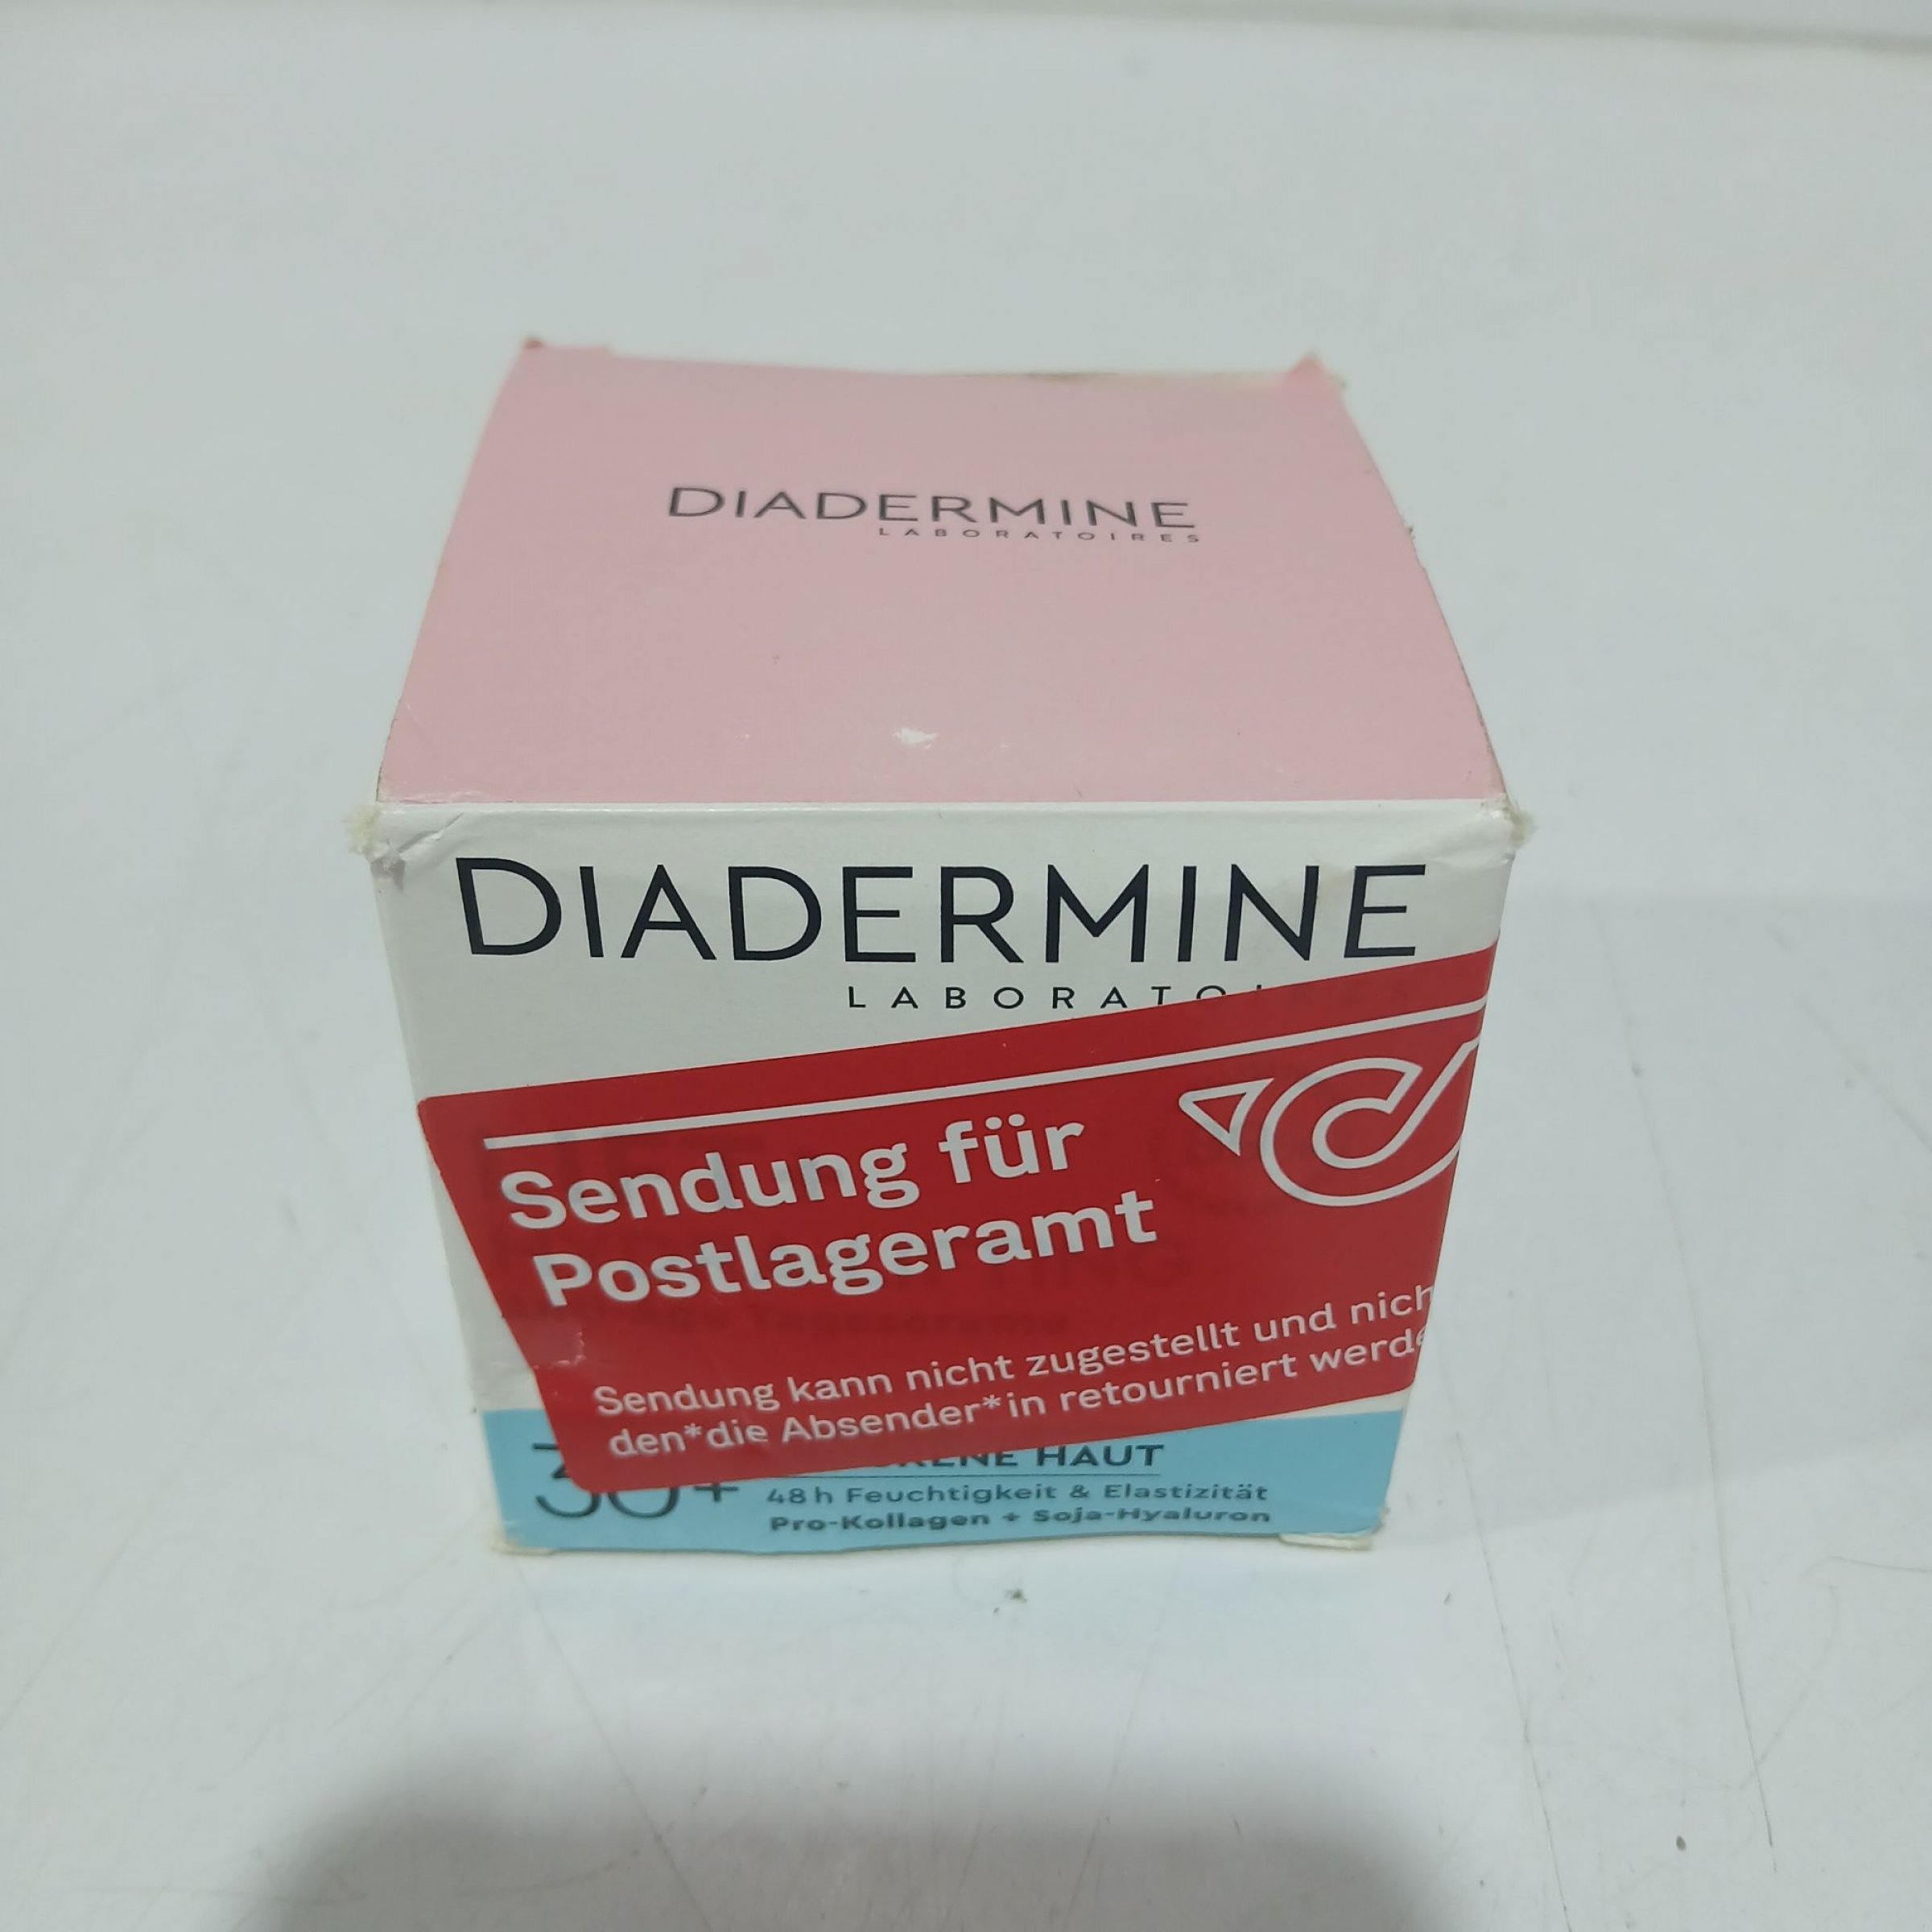 DIADERMINE
LABORATOIRES
DIADERMINE
LABORATOI
Sendung für
Postlageramt
Sendung kann nicht zugestellt und nich
den*die Absender*in retourniert werde
30+
HAUT
48 h Feuchtigkeit & Elastizität
Pro-Kollagen + Soja-Hyaluron